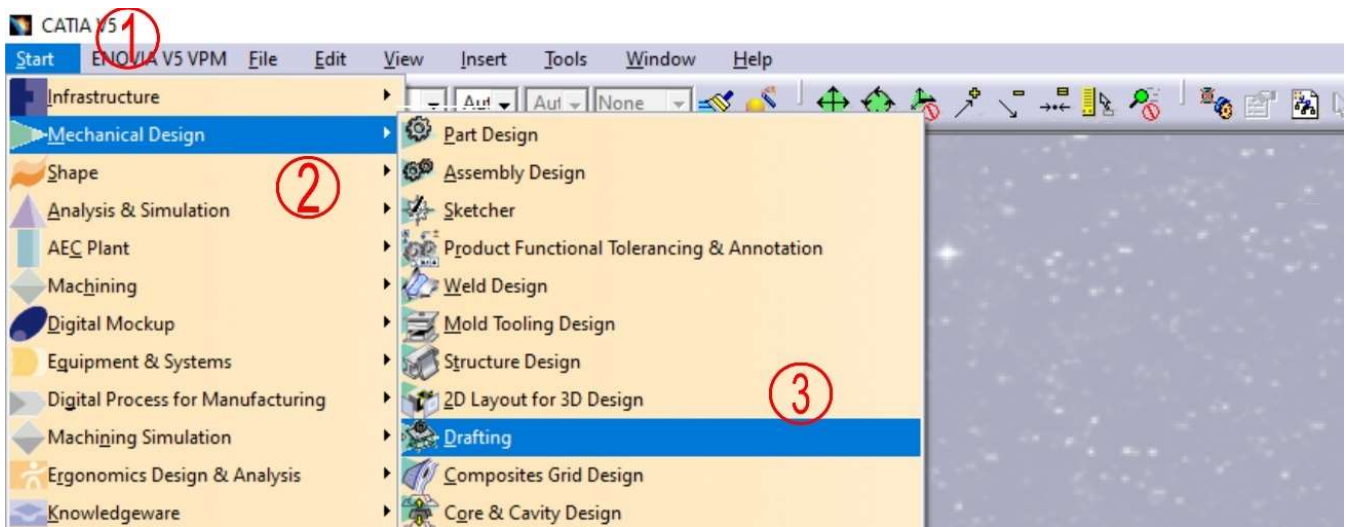 CATIA V5
①
Start ENOVIA V5 VPM File Edit View Insert Tools Window Help
Aut Aut None
Infrastructure
Mechanical Design
Shape
②
Analysis & Simulation
AEC Plant
Machining
Digital Mockup
Equipment & Systems
Digital Process for Manufacturing
Machining Simulation
Ergonomics Design & Analysis
Knowledgeware
Part Design
Assembly Design
Sketcher
Product Functional Tolerancing & Annotation
Weld Design
Mold Tooling Design
Structure Design
2D Layout for 3D Design
③
Drafting
Composites Grid Design
Core & Cavity Design